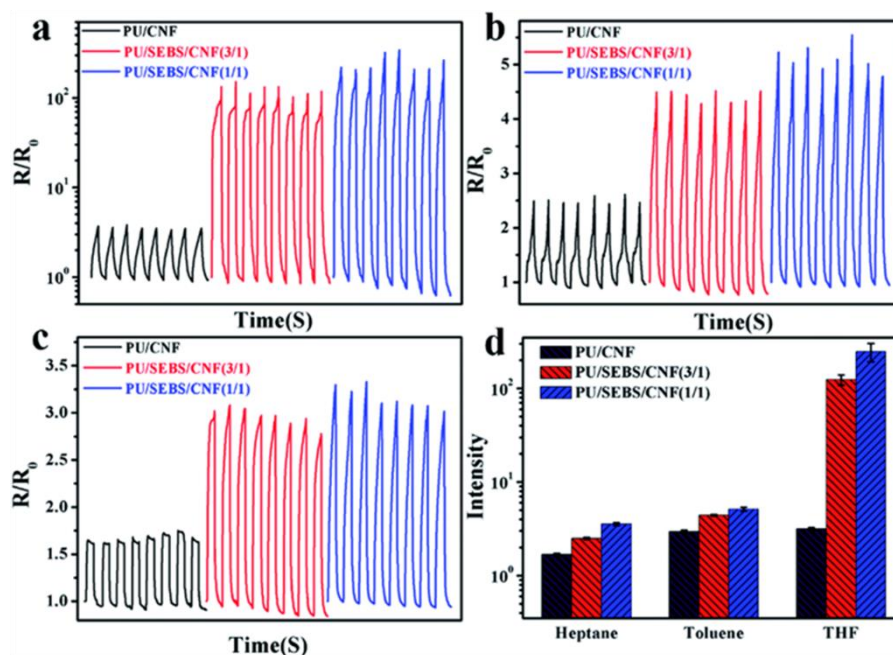 a
PU/CNF
PU/SEBS/CNF(3/1)
PU/SEBS/CNF(1/1)
10²
10¹
10⁰
R/R₀
Time(S)
b
PU/CNF
PU/SEBS/CNF(3/1)
PU/SEBS/CNF(1/1)
5
4
3
2
1
R/R₀
Time(S)
c
PU/CNF
PU/SEBS/CNF(3/1)
PU/SEBS/CNF(1/1)
3.5
3.0
2.5
2.0
1.5
1.0
R/R₀
Time(S)
d
PU/CNF
PU/SEBS/CNF(3/1)
PU/SEBS/CNF(1/1)
10²
10¹
10⁰
Intensity
Heptane Toluene THF